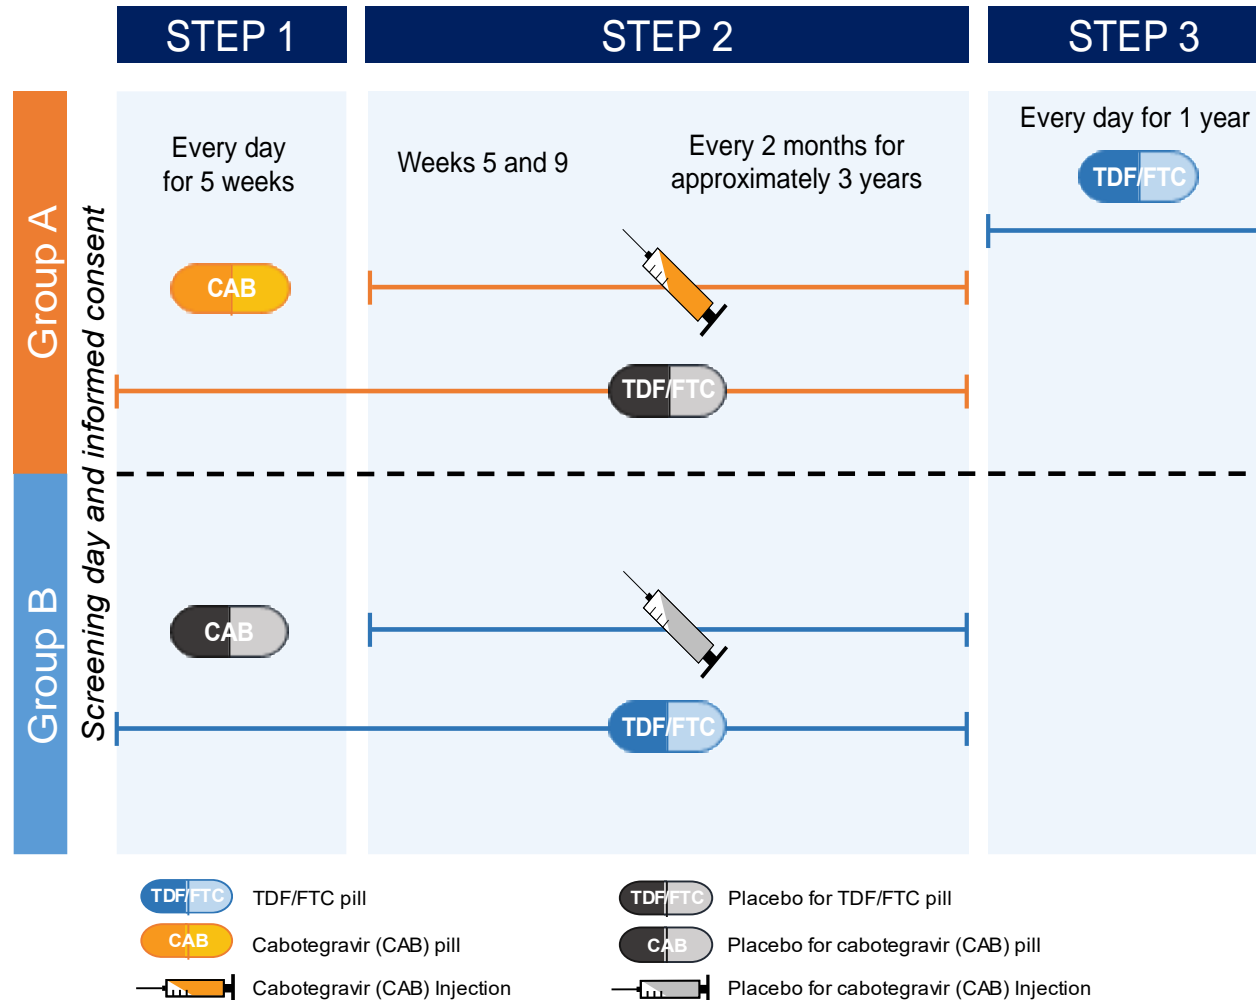 STEP 1
STEP 2
STEP 3
Group A
Group B
Screening day and informed consent
Every day
for 5 weeks
Weeks 5 and 9
Every 2 months for
approximately 3 years
Every day for 1 year
TDF/FTC
CAB
TDF/FTC
CAB
TDF/FTC
TDF/FTC
TDF/FTC pill
TDF/FTC
Placebo for TDF/FTC pill
CAB
Cabotegravir (CAB) pill
CAB
Placebo for cabotegravir (CAB) pill
Cabotegravir (CAB) Injection
Placebo for cabotegravir (CAB) Injection